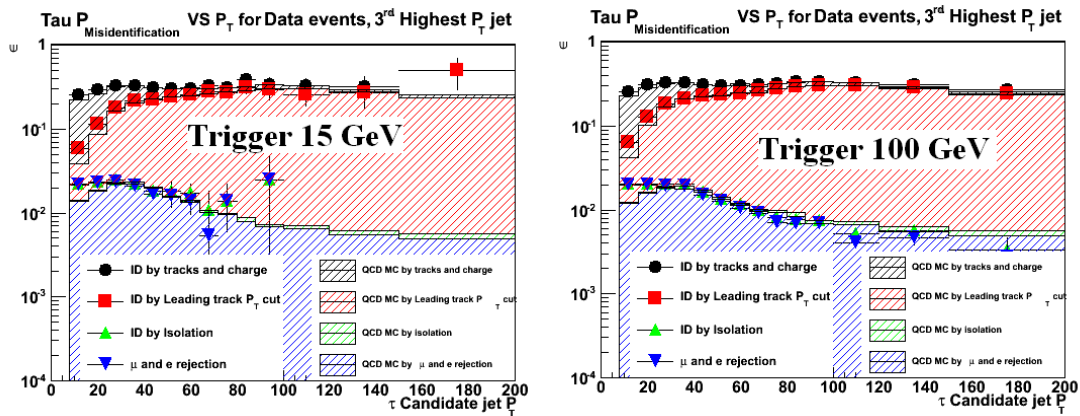 Tau P Misidentification VS P T for Data events, 3rd Highest P T jet
ε
1
10-1
10-2
10-3
10-4
Trigger 15 GeV
ID by tracks and charge
ID by Leading track P T cut
ID by Isolation
μ and e rejection
QCD MC by tracks and charge
QCD MC by Leading track P T cut
QCD MC by isolation
QCD MC by μ and e rejection
0 20 40 60 80 100 120 140 160 180 200
τ Candidate jet P T
Tau P Misidentification VS P T for Data events, 3rd Highest P T jet
ε
1
10-1
10-2
10-3
10-4
Trigger 100 GeV
ID by tracks and charge
ID by Leading track P T cut
ID by Isolation
μ and e rejection
QCD MC by tracks and charge
QCD MC by Leading track P T cut
QCD MC by isolation
QCD MC by μ and e rejection
0 20 40 60 80 100 120 140 160 180 200
τ Candidate jet P T